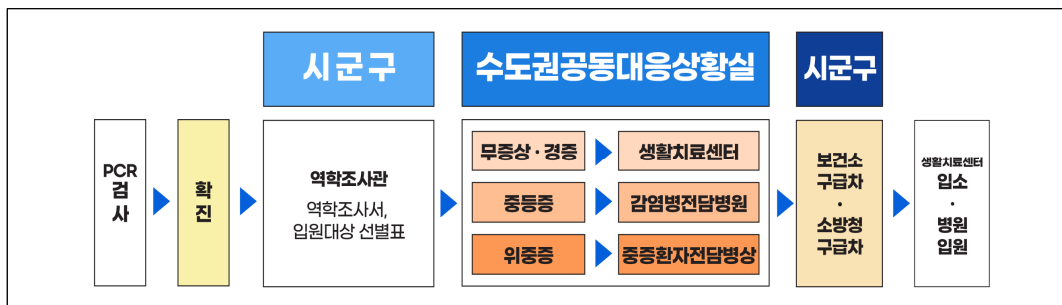 시군구
수도권공동대응상황실
시군구
PCR
검
사
확
진
역학조사관
역학조사서,
입원대상 선별표
무증상 · 경증
생활치료센터
중등증
감염병전담병원
위중증
중증환자전담병상
보건소
구급차
·
소방청
구급차
생활치료센터
입소
·
병원
입원